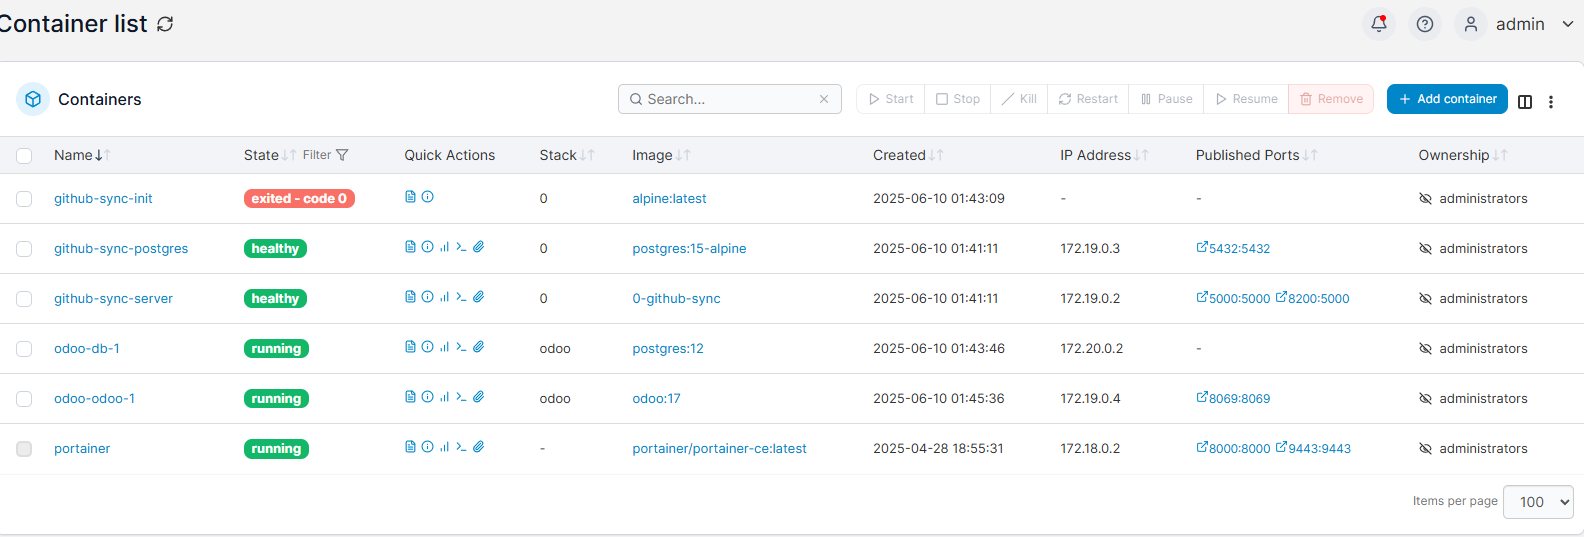 Container list
admin
Containers
Search...
Start Stop Kill Restart Pause Resume Remove
Add container
Name State Filter Quick Actions Stack Image Created IP Address Published Ports Ownership
github-sync-init exited - code 0 0 alpine:latest 2025-06-10 01:43:09 - - administrators
github-sync-postgres healthy 0 postgres:15-alpine 2025-06-10 01:41:11 172.19.0.3 5432:5432 administrators
github-sync-server healthy 0 0-github-sync 2025-06-10 01:41:11 172.19.0.2 5000:5000 8200:5000 administrators
odoo-db-1 running odoo postgres:12 2025-06-10 01:43:46 172.20.0.2 - administrators
odoo-odoo-1 running odoo odoo:17 2025-06-10 01:45:36 172.19.0.4 8069:8069 administrators
portainer running - portainer/portainer-ce:latest 2025-04-28 18:55:31 172.18.0.2 8000:8000 9443:9443 administrators
Items per page 100